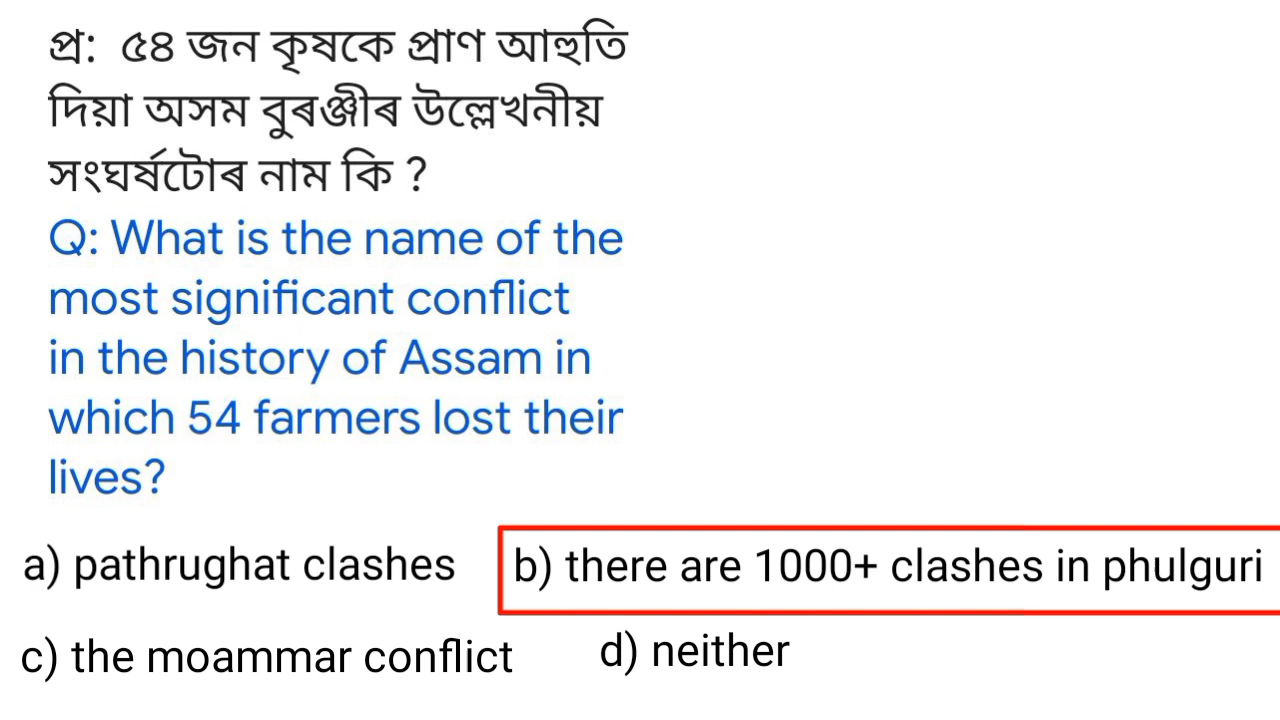 প্ৰ: ৫৪ জন কৃষকে প্ৰাণ আহুতি
দিয়া অসম বুৰঞ্জীৰ উল্লেখনীয়
সংঘৰ্ষটোৰ নাম কি ?
Q: What is the name of the
most significant conflict
in the history of Assam in
which 54 farmers lost their
lives?
a) pathrughat clashes
b) there are 1000+ clashes in phulguri
c) the moammar conflict
d) neither